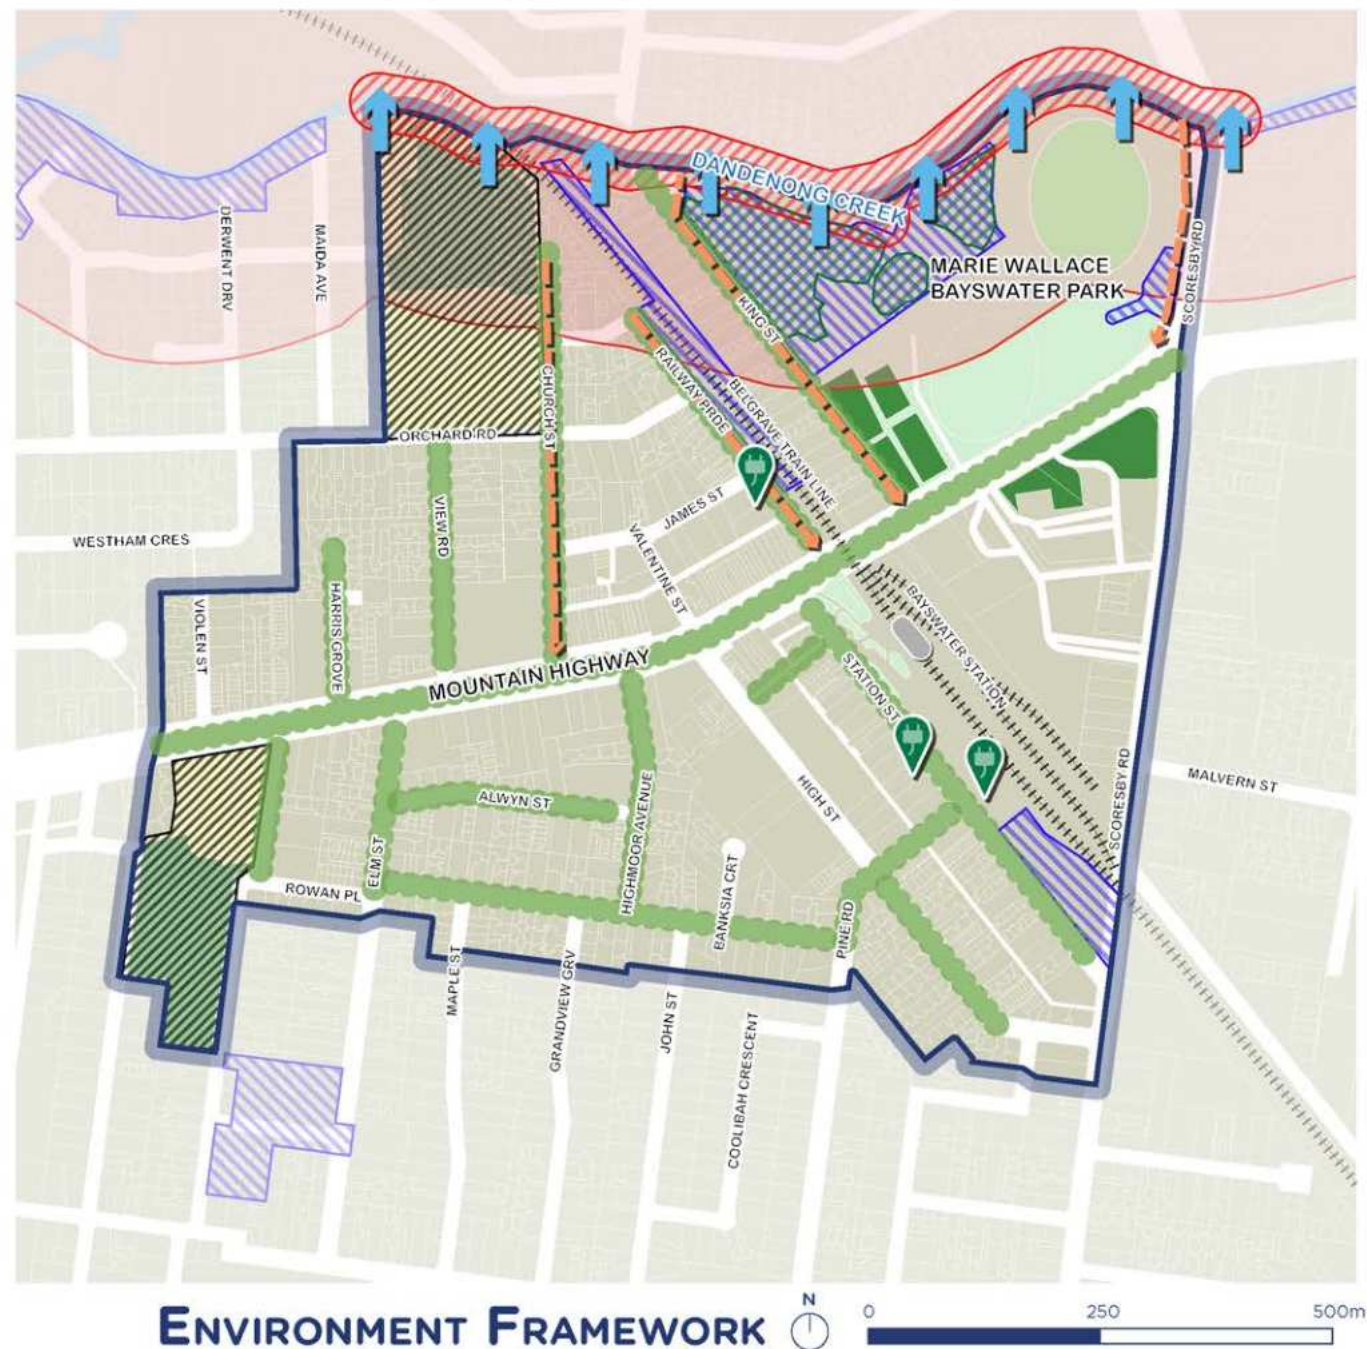 DANDENONG CREEK
DERWENT DRV
MAIDA AVE
MARIE WALLACE
BAYSWATER PARK
SCORESBY RD
KING ST
RAILWAY PRDE
BELGRAVE TRAIN LINE
CHURCH ST
ORCHARD RD
VIEW RD
JAMES ST
VALENTINE ST
WESTHAM CRES
HARRIS GROVE
VIOLEN ST
BAYSWATER STATION
MOUNTAIN HIGHWAY
STATION ST
MALVERN ST
HIGH ST
SCORESBY RD
ALWYN ST
HIGHMOOR AVENUE
ELM ST
ROWAN PL
BANKSIA CRT
PINE RD
MAPLE ST
GRANDVIEW GRV
JOHN ST
COOLIBAH CRESCENT
ENVIRONMENT FRAMEWORK
N
0 250 500m